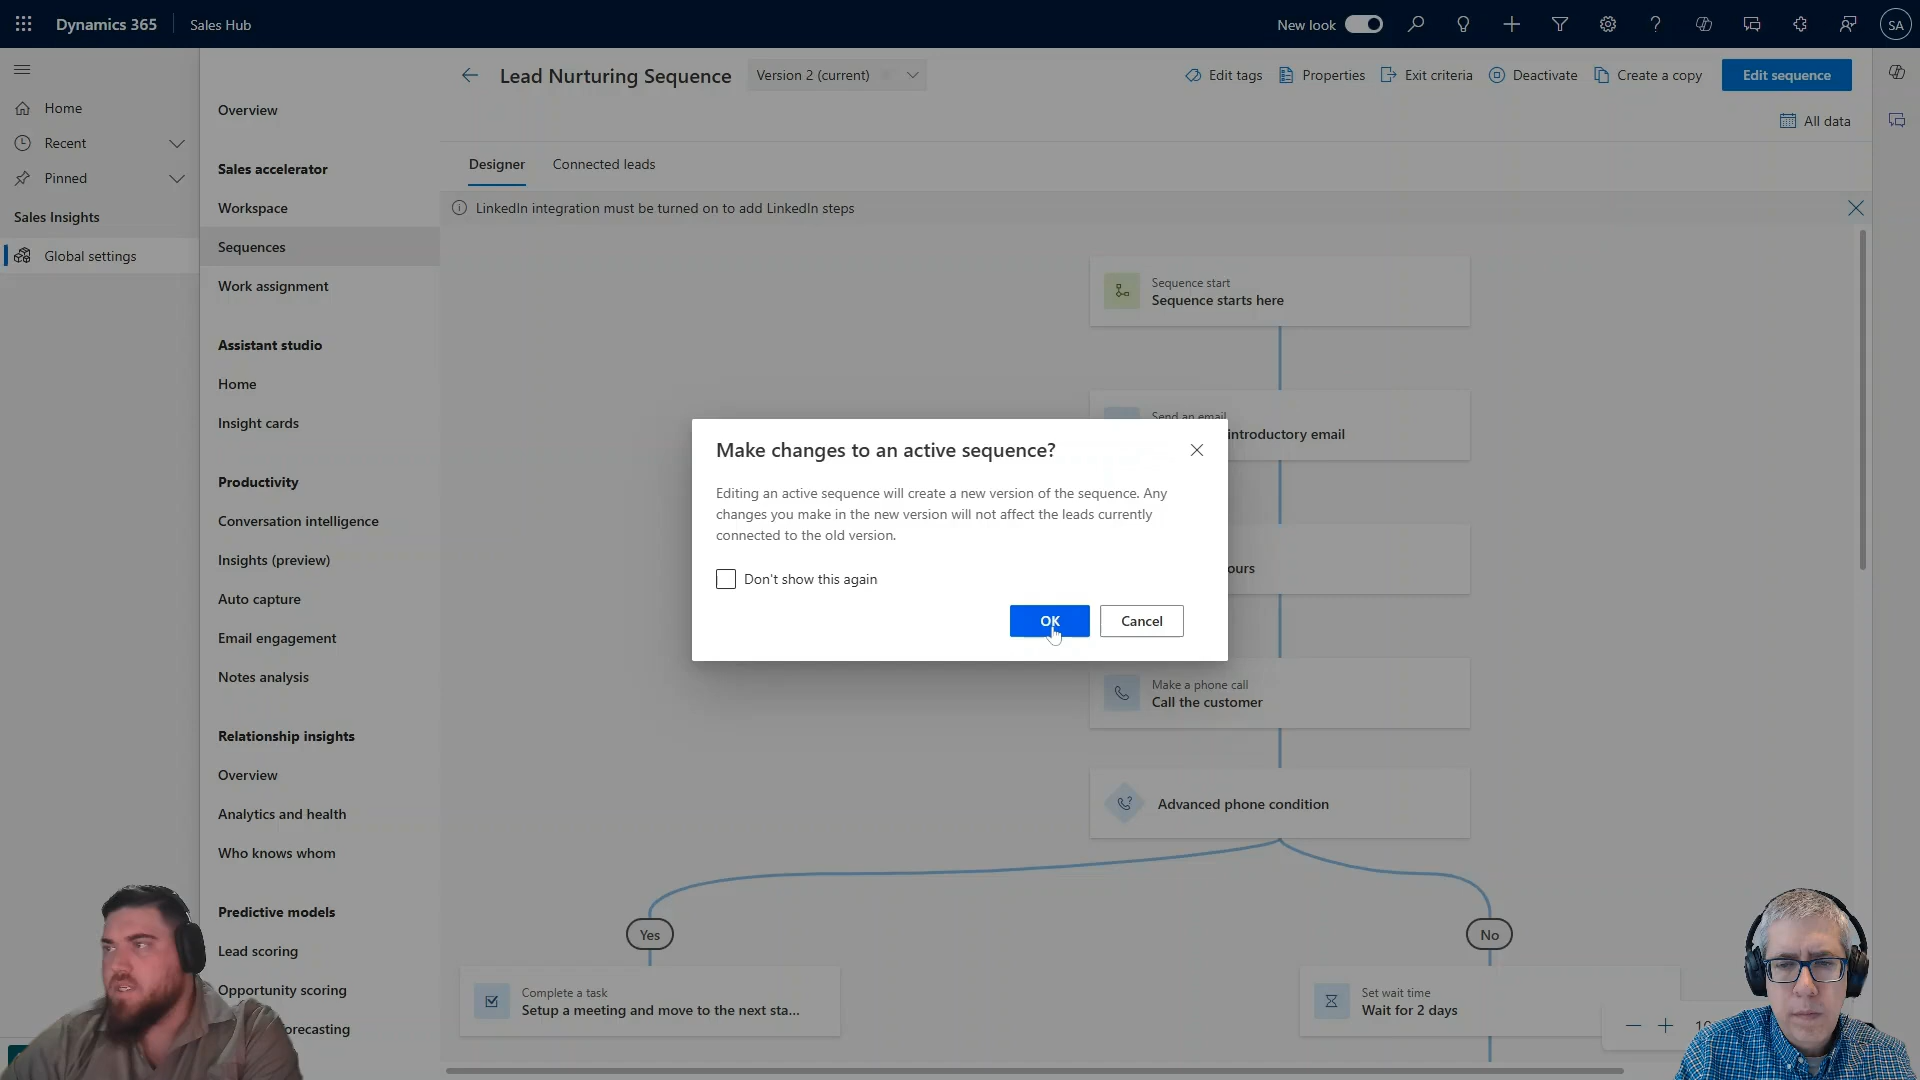 Dynamics 365
Sales Hub
New look
SA
Home
Recent
Pinned
Sales Insights
Global settings
Overview
Sales accelerator
Workspace
Sequences
Work assignment
Assistant studio
Home
Insight cards
Productivity
Conversation intelligence
Insights (preview)
Auto capture
Email engagement
Notes analysis
Relationship insights
Overview
Analytics and health
Who knows whom
Predictive models
Lead scoring
Opportunity scoring
Lead Nurturing Sequence
Version 2 (current)
Edit tags
Properties
Exit criteria
Deactivate
Create a copy
Edit sequence
All data
Designer
Connected leads
LinkedIn integration must be turned on to add LinkedIn steps
Sequence start
Sequence starts here
Send an email
introductory email
Make changes to an active sequence?
Editing an active sequence will create a new version of the sequence. Any
changes you make in the new version will not affect the leads currently
connected to the old version.
Don't show this again
OK
Cancel
Make a phone call
Call the customer
Advanced phone condition
Yes
No
Complete a task
Setup a meeting and move to the next sta...
Set wait time
Wait for 2 days